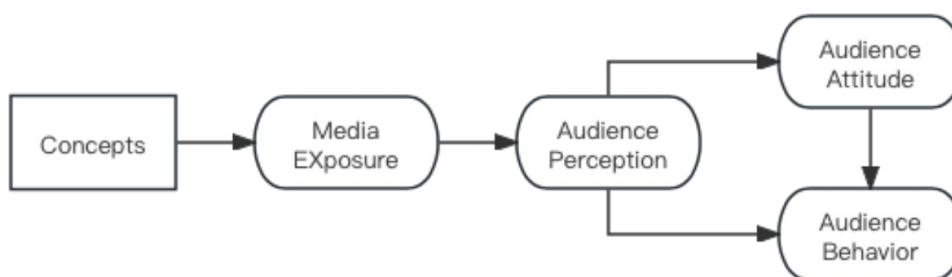 Concepts
Media
EXposure
Audience
Perception
Audience
Attitude
Audience
Behavior